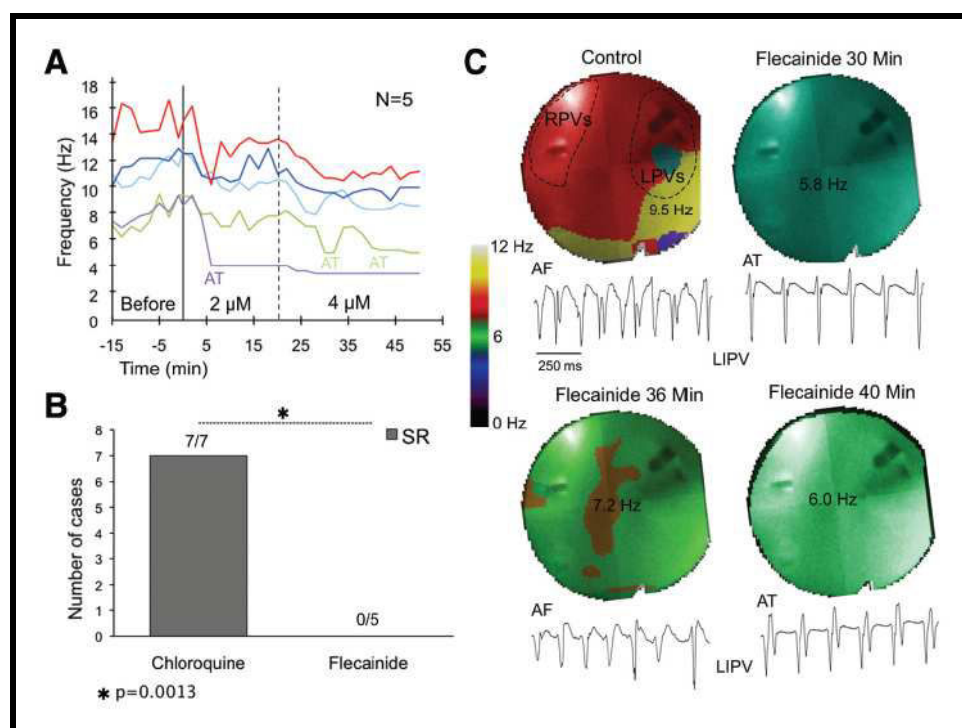 A
Frequency (Hz)
18
16
14
12
10
8
6
4
2
0
N=5
AT
AT
AT
Before
2 µM
4 µM
-15
-5
5
15
25
35
45
55
Time (min)
B
Number of cases
8
7
6
5
4
3
2
1
0
*
7/7
SR
0/5
Chloroquine
Flecainide
* p=0.0013
C
Control
Flecainide 30 Min
RPVs
LPVs
9.5 Hz
5.8 Hz
12 Hz
6
0 Hz
AF
AT
250 ms
LIPV
Flecainide 36 Min
Flecainide 40 Min
7.2 Hz
6.0 Hz
AF
AT
LIPV